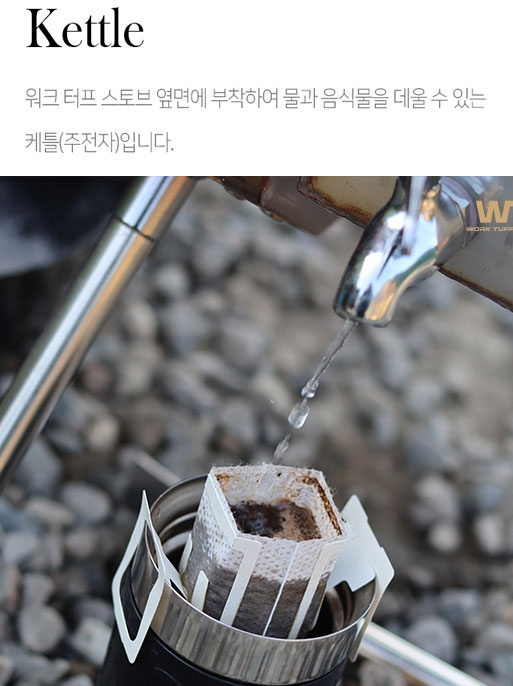 Kettle
워크 터프 스토브 옆면에 부착하여 물과 음식물을 데울 수 있는
케틀(주전자)입니다.
W
WORK TUFF